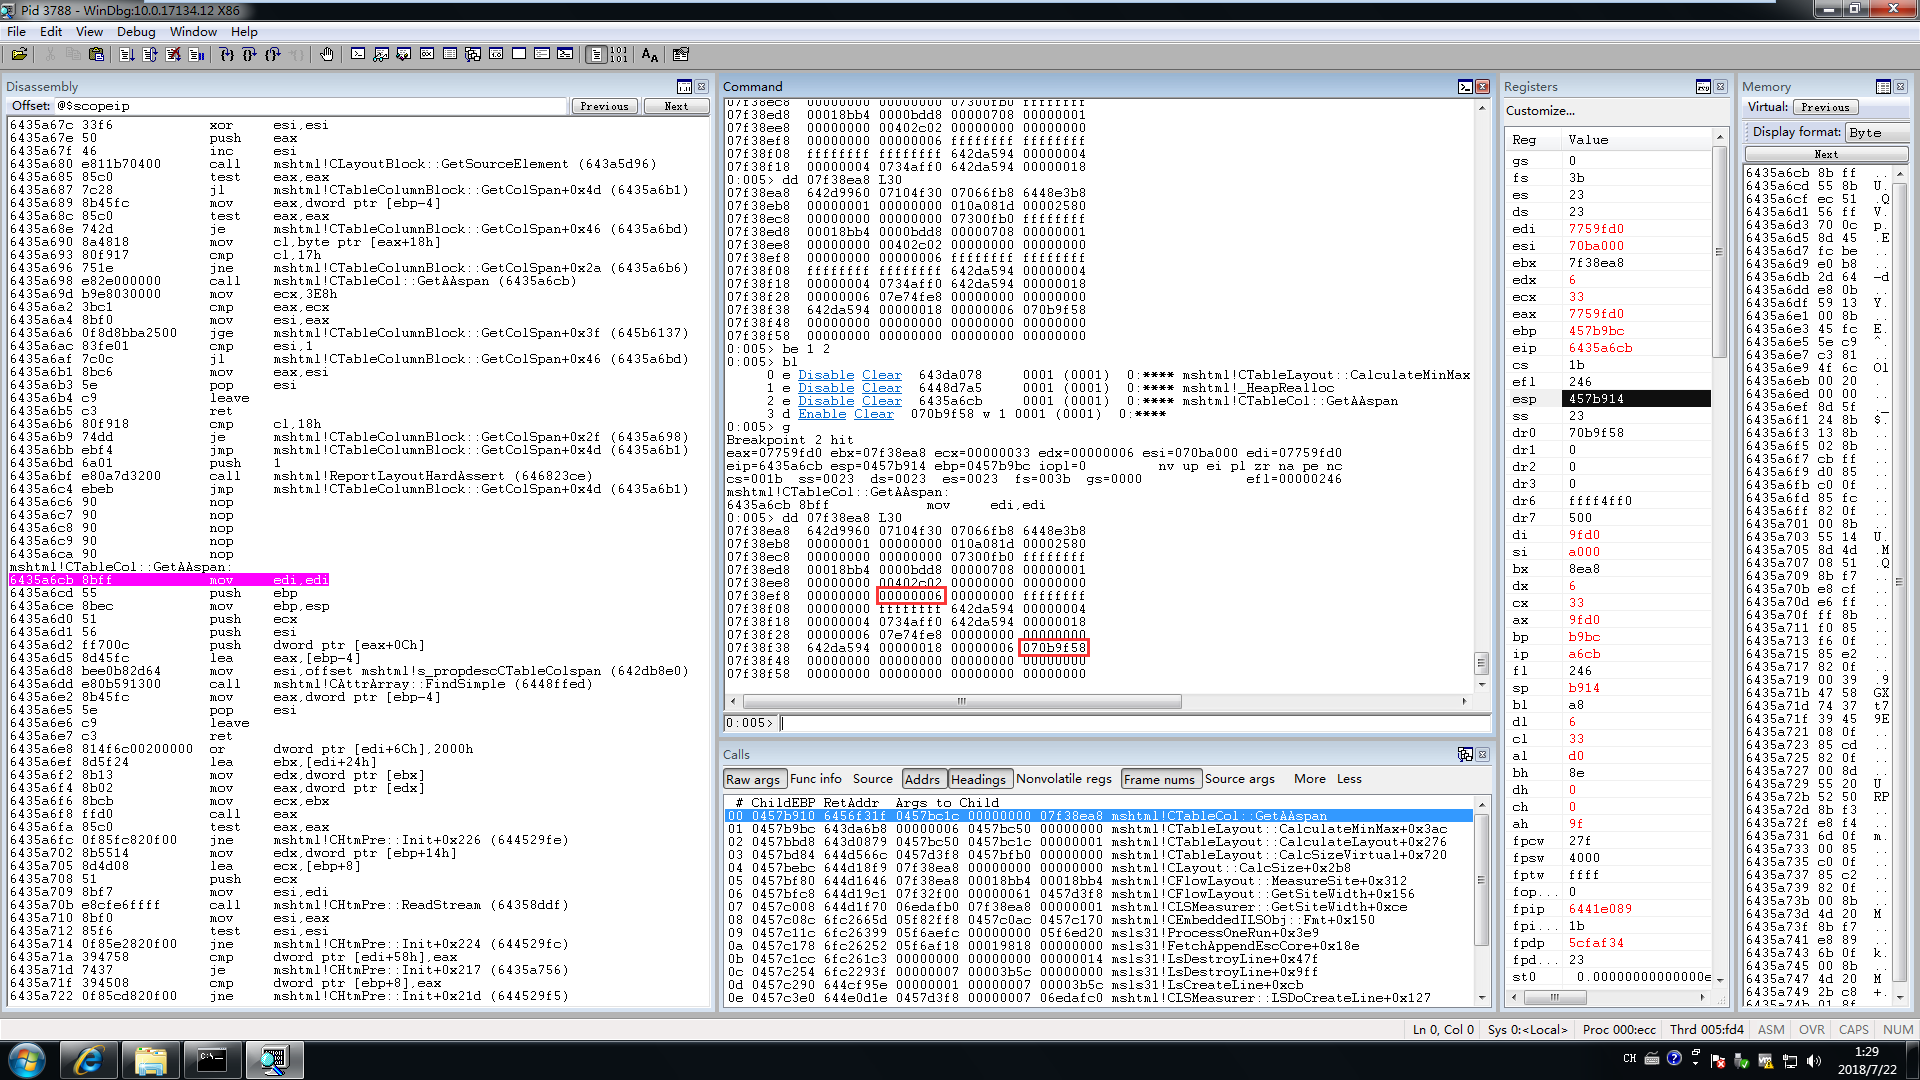 Pid 3788 - WinDbg:10.0.17134.12 X86
File Edit View Debug Window Help
Disassembly
Offset: @$scopeip Previous Next
6435a67c 33f6 xor esi,esi
6435a67e 50 push eax
6435a67f 46 inc esi
6435a680 e811b70400 call mshtml!CLayoutBlock::GetSourceElement (643a5d96)
6435a685 85c0 test eax,eax
6435a687 7c28 jl mshtml!CTableColumnBlock::GetColSpan+0x4d (6435a6b1)
6435a689 8b45fc mov eax,dword ptr [ebp-4]
6435a68c 85c0 test eax,eax
6435a68e 742d je mshtml!CTableColumnBlock::GetColSpan+0x46 (6435a6bd)
6435a690 8a4818 mov cl,byte ptr [eax+18h]
6435a693 80f917 cmp cl,17h
6435a696 751e jne mshtml!CTableColumnBlock::GetColSpan+0x2a (6435a6b6)
6435a698 e82e000000 call mshtml!CTableCol::GetAAspan (6435a6cb)
6435a69d b9e8030000 mov ecx,3E8h
6435a6a2 3bc1 cmp eax,ecx
6435a6a4 8bf0 mov esi,eax
6435a6a6 0f8d8bba2500 jge mshtml!CTableColumnBlock::GetColSpan+0x3f (645b6137)
6435a6ac 83fe01 cmp esi,1
6435a6af 7c0c jl mshtml!CTableColumnBlock::GetColSpan+0x46 (6435a6bd)
6435a6b1 8bc6 mov eax,esi
6435a6b3 5e pop esi
6435a6b4 c9 leave
6435a6b5 c3 ret
6435a6b6 80f918 cmp cl,18h
6435a6b9 74dd je mshtml!CTableColumnBlock::GetColSpan+0x2f (6435a698)
6435a6bb ebf4 jmp mshtml!CTableColumnBlock::GetColSpan+0x4d (6435a6b1)
6435a6bd 6a01 push 1
6435a6bf e80a7d3200 call mshtml!ReportLayoutHardAssert (646823ce)
6435a6c4 ebeb jmp mshtml!CTableColumnBlock::GetColSpan+0x4d (6435a6b1)
6435a6c6 90 nop
6435a6c7 90 nop
6435a6c8 90 nop
6435a6c9 90 nop
6435a6ca 90 nop
mshtml!CTableCol::GetAAspan:
6435a6cb 8bff mov edi,edi
6435a6cd 55 push ebp
6435a6ce 8bec mov ebp,esp
6435a6d0 51 push ecx
6435a6d1 56 push esi
6435a6d2 ff700c push dword ptr [eax+0Ch]
6435a6d5 8d45fc lea eax,[ebp-4]
6435a6d8 bee0b82d64 mov esi,offset mshtml!s_propdescCTableColspan (642db8e0)
6435a6dd e80b591300 call mshtml!CAttrArray::FindSimple (6448ffed)
6435a6e2 8b45fc mov eax,dword ptr [ebp-4]
6435a6e5 5e pop esi
6435a6e6 c9 leave
6435a6e7 c3 ret
6435a6e8 814f6c00200000 or dword ptr [edi+6Ch],2000h
6435a6ef 8d5f24 lea ebx,[edi+24h]
6435a6f2 8b13 mov edx,dword ptr [ebx]
6435a6f4 8b02 mov eax,dword ptr [edx]
6435a6f6 8bcb mov ecx,ebx
6435a6f8 ffd0 call eax
6435a6fa 85c0 test eax,eax
6435a6fc 0f85fc820f00 jne mshtml!CHtmPre::Init+0x226 (644529fe)
6435a702 8b5514 mov edx,dword ptr [ebp+14h]
6435a705 8d4d08 lea ecx,[ebp+8]
6435a708 51 push ecx
6435a709 8bf7 mov esi,edi
6435a70b e8cfe6ffff call mshtml!CHtmPre::ReadStream (64358ddf)
6435a710 8bf0 mov esi,eax
6435a712 85f6 test esi,esi
6435a714 0f85e2820f00 jne mshtml!CHtmPre::Init+0x224 (644529fc)
6435a71a 394758 cmp dword ptr [edi+58h],eax
6435a71d 7437 je mshtml!CHtmPre::Init+0x217 (6435a756)
6435a71f 394508 cmp dword ptr [ebp+8],eax
6435a722 0f85cd820f00 jne mshtml!CHtmPre::Init+0x21d (644529f5)
Command
07f38ec8 00000000 00000000 07300fb0 ffffffff
07f38ed8 00018bb4 0000bdd8 00000708 00000001
07f38ee8 00000000 00402c02 00000000 00000000
07f38ef8 00000000 00000006 00000000 ffffffff
07f38f08 ffffffff ffffffff 642da594 00000004
07f38f18 00000004 0734aff0 642da594 00000018
0:005> dd 07f38ea8 L30
07f38ea8 642d9960 07104f30 07066fb8 6448e3b8
07f38eb8 00000001 00000000 010a081d 00002580
07f38ec8 00000000 00000000 07300fb0 ffffffff
07f38ed8 00018bb4 0000bdd8 00000708 00000001
07f38ee8 00000000 00402c02 00000000 00000000
07f38ef8 00000000 00000006 00000000 ffffffff
07f38f08 ffffffff ffffffff 642da594 00000004
07f38f18 00000004 0734aff0 642da594 00000018
07f38f28 00000006 07e74fe8 00000000 00000000
07f38f38 642da594 00000018 00000006 070b9f58
07f38f48 00000000 00000000 00000000 00000000
07f38f58 00000000 00000000 00000000 00000000
0:005> be 1 2
0:005> bl
0 e Disable Clear 643da078 0001 (0001) 0:**** mshtml!CTableLayout::CalculateMinMax
1 e Disable Clear 6448d7a5 0001 (0001) 0:**** mshtml!_HeapRealloc
2 e Disable Clear 6435a6cb 0001 (0001) 0:**** mshtml!CTableCol::GetAAspan
3 d Enable Clear 070b9f58 w 1 0001 (0001) 0:****
0:005> g
Breakpoint 2 hit
eax=07759fd0 ebx=07f38ea8 ecx=00000033 edx=00000006 esi=070ba000 edi=07759fd0
eip=6435a6cb esp=0457b914 ebp=0457b9bc iopl=0 nv up ei pl zr na pe nc
cs=001b ss=0023 ds=0023 es=0023 fs=003b gs=0000 efl=00000246
mshtml!CTableCol::GetAAspan:
6435a6cb 8bff mov edi,edi
0:005> dd 07f38ea8 L30
07f38ea8 642d9960 07104f30 07066fb8 6448e3b8
07f38eb8 00000001 00000000 010a081d 00002580
07f38ec8 00000000 00000000 07300fb0 ffffffff
07f38ed8 00018bb4 0000bdd8 00000708 00000001
07f38ee8 00000000 00402c02 00000000 00000000
07f38ef8 00000000 00000006 00000000 ffffffff
07f38f08 00000000 ffffffff 642da594 00000004
07f38f18 00000004 0734aff0 642da594 00000018
07f38f28 00000006 07e74fe8 00000000 00000000
07f38f38 642da594 00000018 00000006 070b9f58
07f38f48 00000000 00000000 00000000 00000000
07f38f58 00000000 00000000 00000000 00000000
0:005>
Calls
Raw args Func info Source Addrs Headings Nonvolatile regs Frame nums Source args More Less
# ChildEBP RetAddr Args to Child
00 0457b910 6456f31f 0457bc1c 00000000 07f38ea8 mshtml!CTableCol::GetAAspan
01 0457b9bc 643da6b8 00000006 0457bc50 00000000 mshtml!CTableLayout::CalculateMinMax+0x3ac
02 0457bbd8 643d0879 0457bc50 0457bc1c 00000001 mshtml!CTableLayout::CalculateLayout+0x276
03 0457bd84 644d566c 0457d3f8 0457bfb0 00000000 mshtml!CTableLayout::CalcSizeVirtual+0x720
04 0457bebc 644d18f9 07f38ea8 00000000 00000000 mshtml!CLayout::CalcSize+0x2b8
05 0457bf80 644d1646 07f38ea8 00018bb4 00018bb4 mshtml!CFlowLayout::MeasureSite+0x312
06 0457bfc8 644d19c1 07f32f00 00000061 0457d3f8 mshtml!CFlowLayout::GetSiteWidth+0x156
07 0457c008 644d1f70 06edafb0 07f38ea8 00000001 mshtml!CLSMeasurer::GetSiteWidth+0xce
08 0457c08c 6fc2665d 05f82ff8 0457c0ac 0457c170 mshtml!CEmbeddedILSObj::Fmt+0x150
09 0457c11c 6fc26399 05f6aefc 00000000 05f6ed20 msls31!ProcessOneRun+0x3e9
0a 0457c178 6fc26252 05f6af18 00019818 00000000 msls31!FetchAppendEscCore+0x18e
0b 0457c1cc 6fc261c3 00000000 00000000 00000014 msls31!LsDestroyLine+0x47f
0c 0457c254 6fc2293f 00000007 00003b5c 00000000 msls31!LsDestroyLine+0x9ff
0d 0457c290 644cf95e 00000001 00000007 00003b5c msls31!LsCreateLine+0xcb
0e 0457c3e0 644e0d1e 0457d3f8 00000007 06edafc0 mshtml!CLSMeasurer::LSDoCreateLine+0x127
Registers
Customize...
Reg Value
gs 0
fs 3b
es 23
ds 23
edi 7759fd0
esi 70ba000
ebx 7f38ea8
edx 6
ecx 33
eax 7759fd0
ebp 457b9bc
eip 6435a6cb
cs 1b
efl 246
esp 457b914
ss 23
dr0 70b9f58
dr1 0
dr2 0
dr3 0
dr6 ffff4ff0
dr7 500
di 9fd0
si a000
bx 8ea8
dx 6
cx 33
ax 9fd0
bp b9bc
ip a6cb
fl 246
sp b914
bl a8
dl 6
cl 33
al d0
bh 8e
dh 0
ch 0
ah 9f
fpcw 27f
fpsw 4000
fptw ffff
fop... 0
fpip 6441e089
fpi... 1b
fpdp 5cfaf34
fpd... 23
st0 0.00000000000000e
Memory
Virtual: Previous
Display format: Byte
Next
6435a6cb 8b ff ..
6435a6cd 55 8b U.
6435a6cf ec 51 .Q
6435a6d1 56 ff V.
6435a6d3 70 0c p.
6435a6d5 8d 45 .E
6435a6d7 fc be ..
6435a6d9 e0 b8 ..
6435a6db 2d 64 -d
6435a6dd e8 0b ..
6435a6df 59 13 Y.
6435a6e1 00 8b ..
6435a6e3 45 fc E.
6435a6e5 5e c9 ^.
6435a6e7 c3 81 ..
6435a6e9 4f 6c Ol
6435a6eb 00 20 .
6435a6ed 00 00 ..
6435a6ef 8d 5f ._
6435a6f1 24 8b $.
6435a6f3 13 8b ..
6435a6f5 02 8b ..
6435a6f7 cb ff ..
6435a6f9 d0 85 ..
6435a6fb c0 0f ..
6435a6fd 85 fc ..
6435a6ff 82 0f ..
6435a701 00 8b ..
6435a703 55 14 U.
6435a705 8d 4d .M
6435a707 08 51 .Q
6435a709 8b f7 ..
6435a70b e8 cf ..
6435a70d e6 ff ..
6435a70f ff 8b ..
6435a711 f0 85 ..
6435a713 f6 0f ..
6435a715 85 e2 ..
6435a717 82 0f ..
6435a719 00 39 .9
6435a71b 47 58 GX
6435a71d 74 37 t7
6435a71f 39 45 9E
6435a721 08 0f ..
6435a723 85 cd ..
6435a725 82 0f ..
6435a727 00 8d ..
6435a729 55 20 U
6435a72b 52 50 RP
6435a72d 8b f3 ..
6435a72f e8 f4 ..
6435a731 6d 0f m.
6435a733 00 85 ..
6435a735 c0 0f ..
6435a737 85 c2 ..
6435a739 82 0f ..
6435a73b 00 8b ..
6435a73d 4d 20 M
6435a73f 8b f7 ..
6435a741 e8 89 ..
6435a743 6b 0f k.
6435a745 00 8b ..
6435a747 4d 20 M
6435a749 2b c8 +.
Ln 0, Col 0 Sys 0:<Local> Proc 000:ecc Thrd 005:fd4 ASM OVR CAPS NUM
CH 1:29
2018/7/22